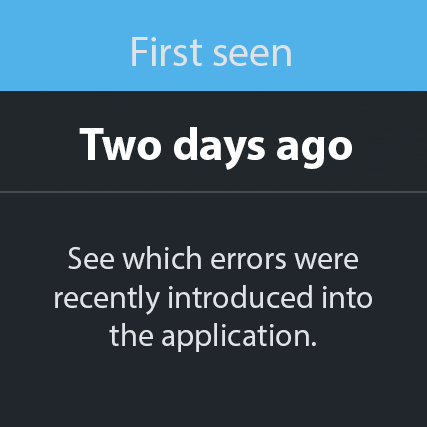 First seen
Two days ago
See which errors were
recently introduced into
the application.